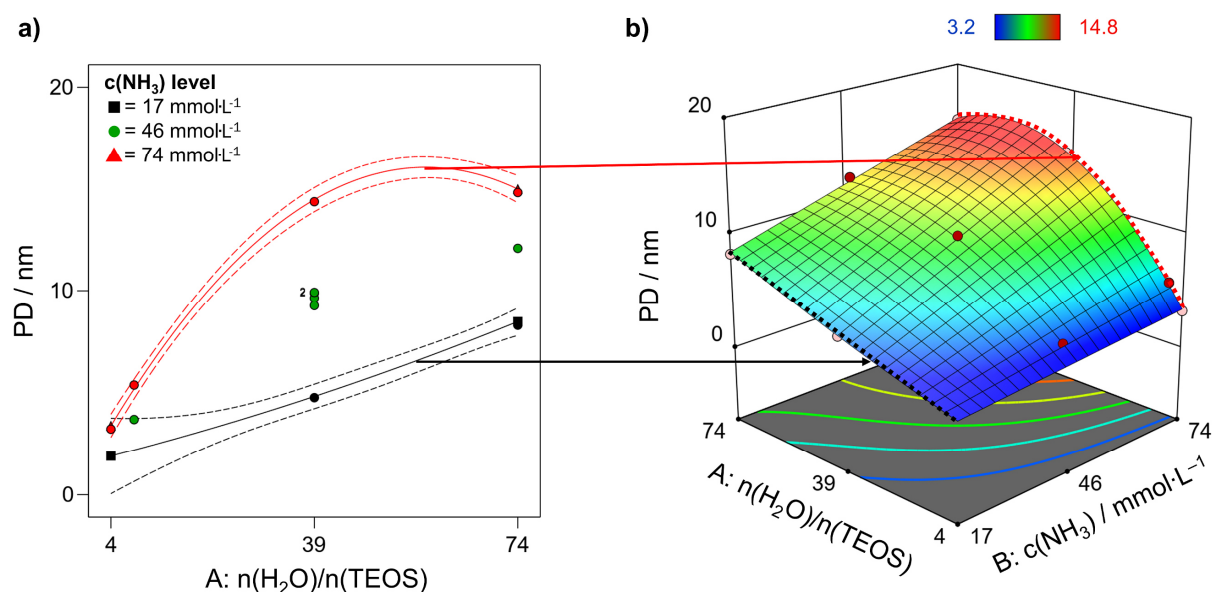 a)
c(NH₃) level
= 17 mmol·L⁻¹
= 46 mmol·L⁻¹
= 74 mmol·L⁻¹
20
10
0
PD / nm
2
4 39 74
A: n(H₂O)/n(TEOS)
b)
3.2 14.8
20
10
0
PD / nm
74
39
4
A: n(H₂O)/n(TEOS)
17
46
74
B: c(NH₃) / mmol·L⁻¹